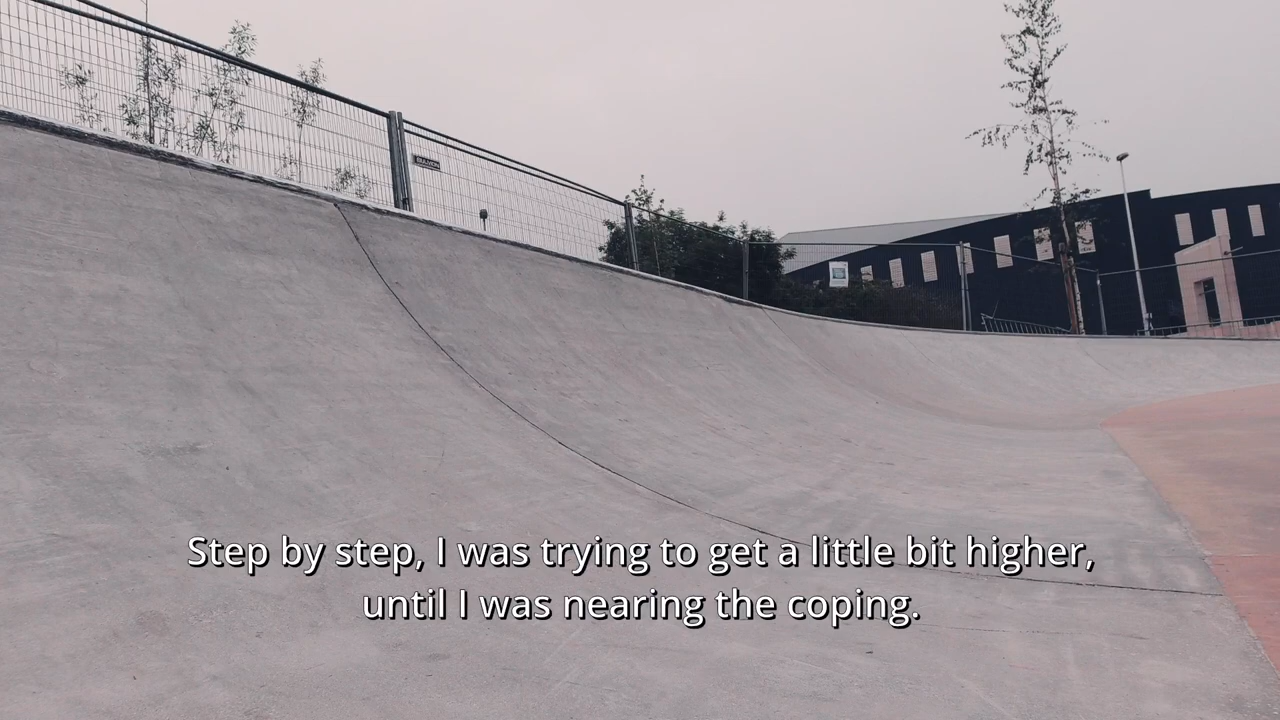 Step by step, I was trying to get a little bit higher,
until I was nearing the coping.